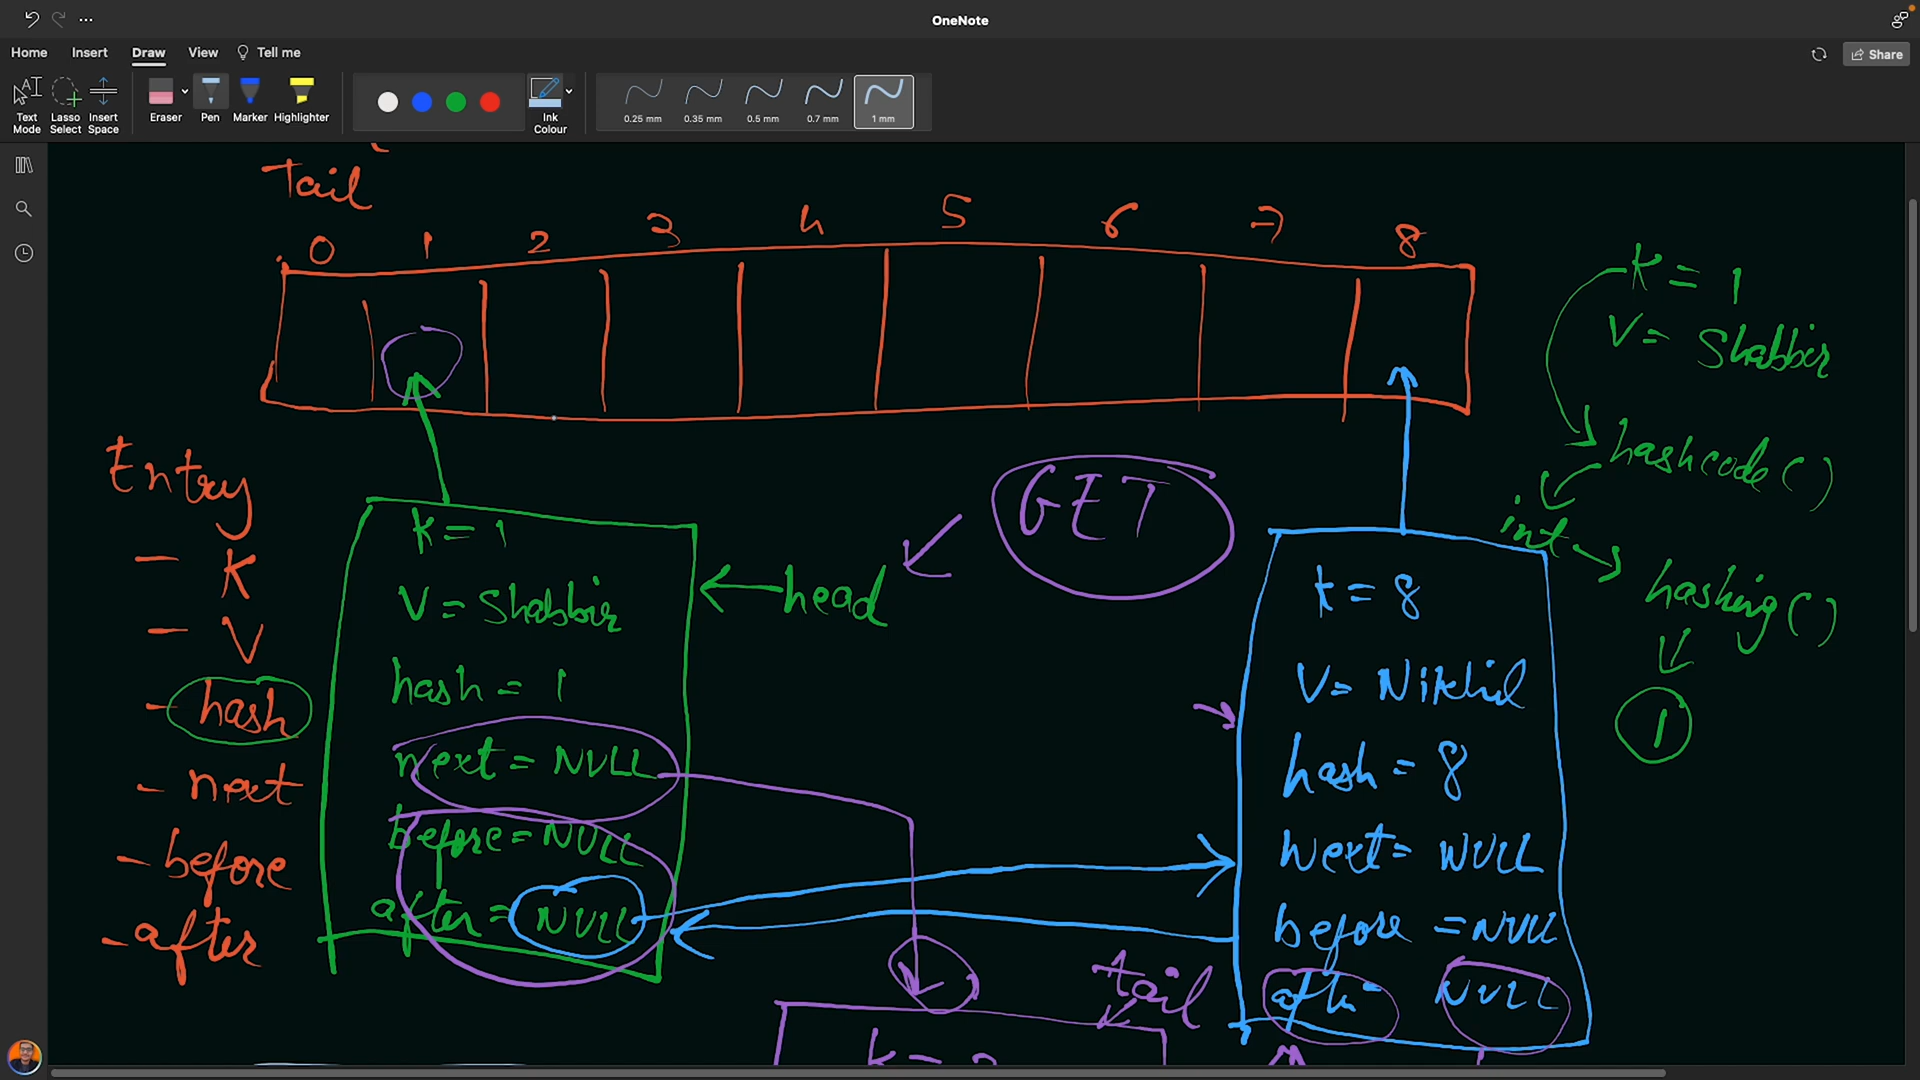 OneNote
Home Insert Draw View Tell me
Share
Text Mode
Lasso Select
Insert Space
Eraser
Pen
Marker
Highlighter
Ink Colour
0.25 mm
0.35 mm
0.5 mm
0.7 mm
1 mm
Tail
0 1 2 3 4 5 6 7 8
K = 1
V = Shabbir
hashcode()
int
hashing()
1
Entry
- K
- V
- hash
- next
- before
- after
k = 1
V = Shabbir
hash = 1
next = NULL
before = NULL
after = NULL
head
GET
k = 8
V = Nikhil
hash = 8
next = NULL
before = NULL
after NULL
tail